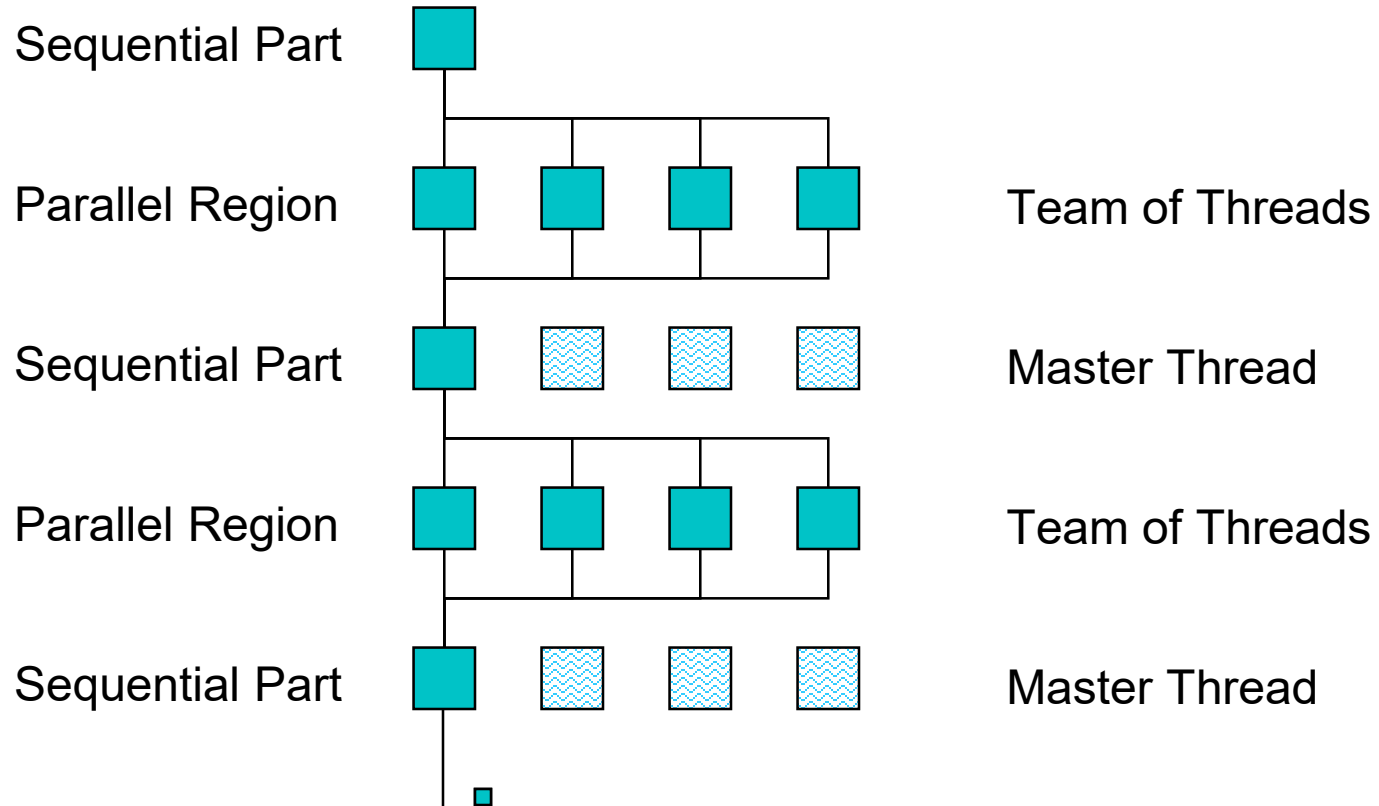 Sequential Part
Parallel Region
Team of Threads
Sequential Part
Master Thread
Parallel Region
Team of Threads
Sequential Part
Master Thread